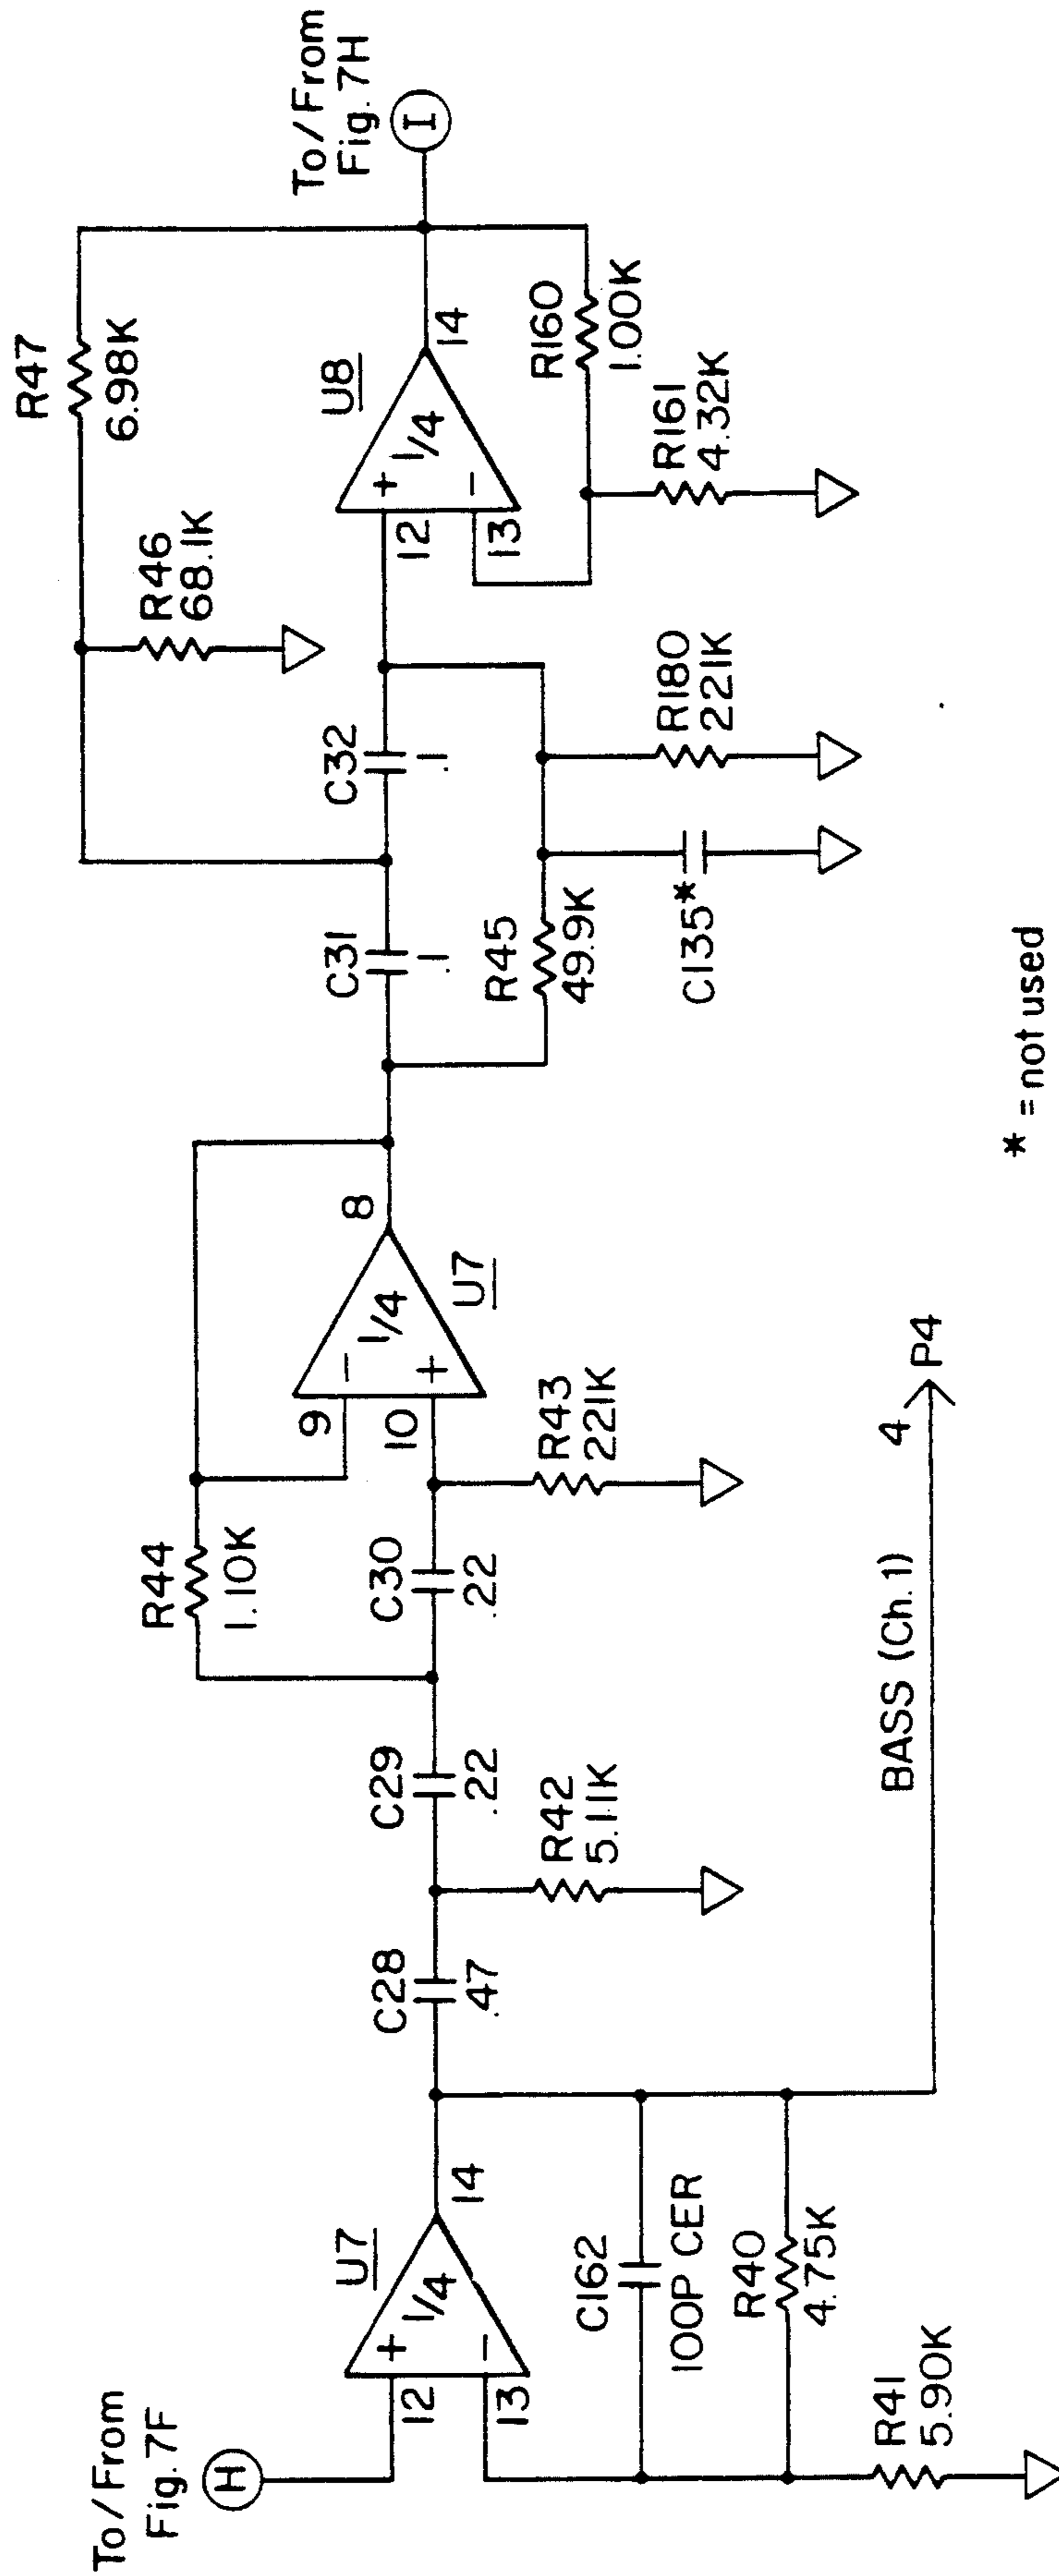 To/From
Fig. 7F
H
12
13
+
−
1/4
U7
14
C162
100P CER
R40
4.75K
R41
5.90K
C28
.47
R42
5.11K
C29
.22
C30
.22
R44
1.10K
R43
221K
9
10
−
+
1/4
U7
8
BASS (Ch. 1)
4
P4
C31
.1
C32
.1
R45
49.9K
C135*
R180
221K
R46
68.1K
R47
6.98K
12
13
+
−
1/4
U8
14
R160
1.00K
R161
4.32K
To/From
Fig. 7H
I
* = not used